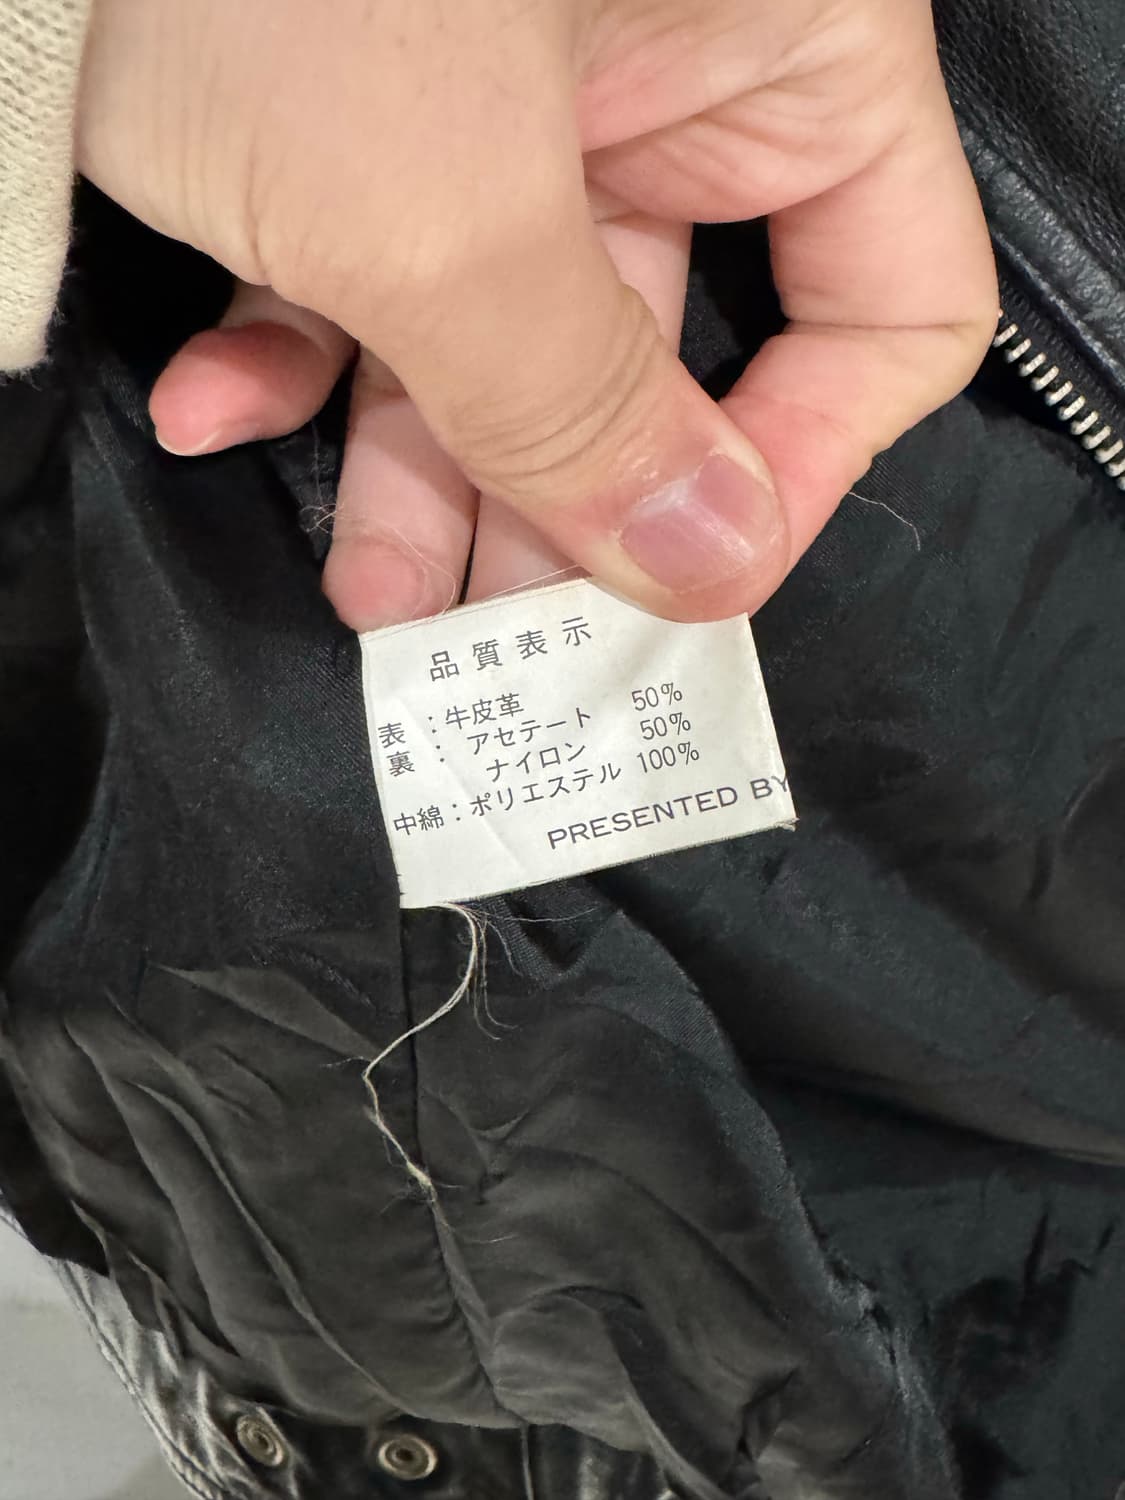 品質表示
表 : 牛皮革
裏 : アセテート 50%
ナイロン 50%
中綿 : ポリエステル 100%
PRESENTED BY